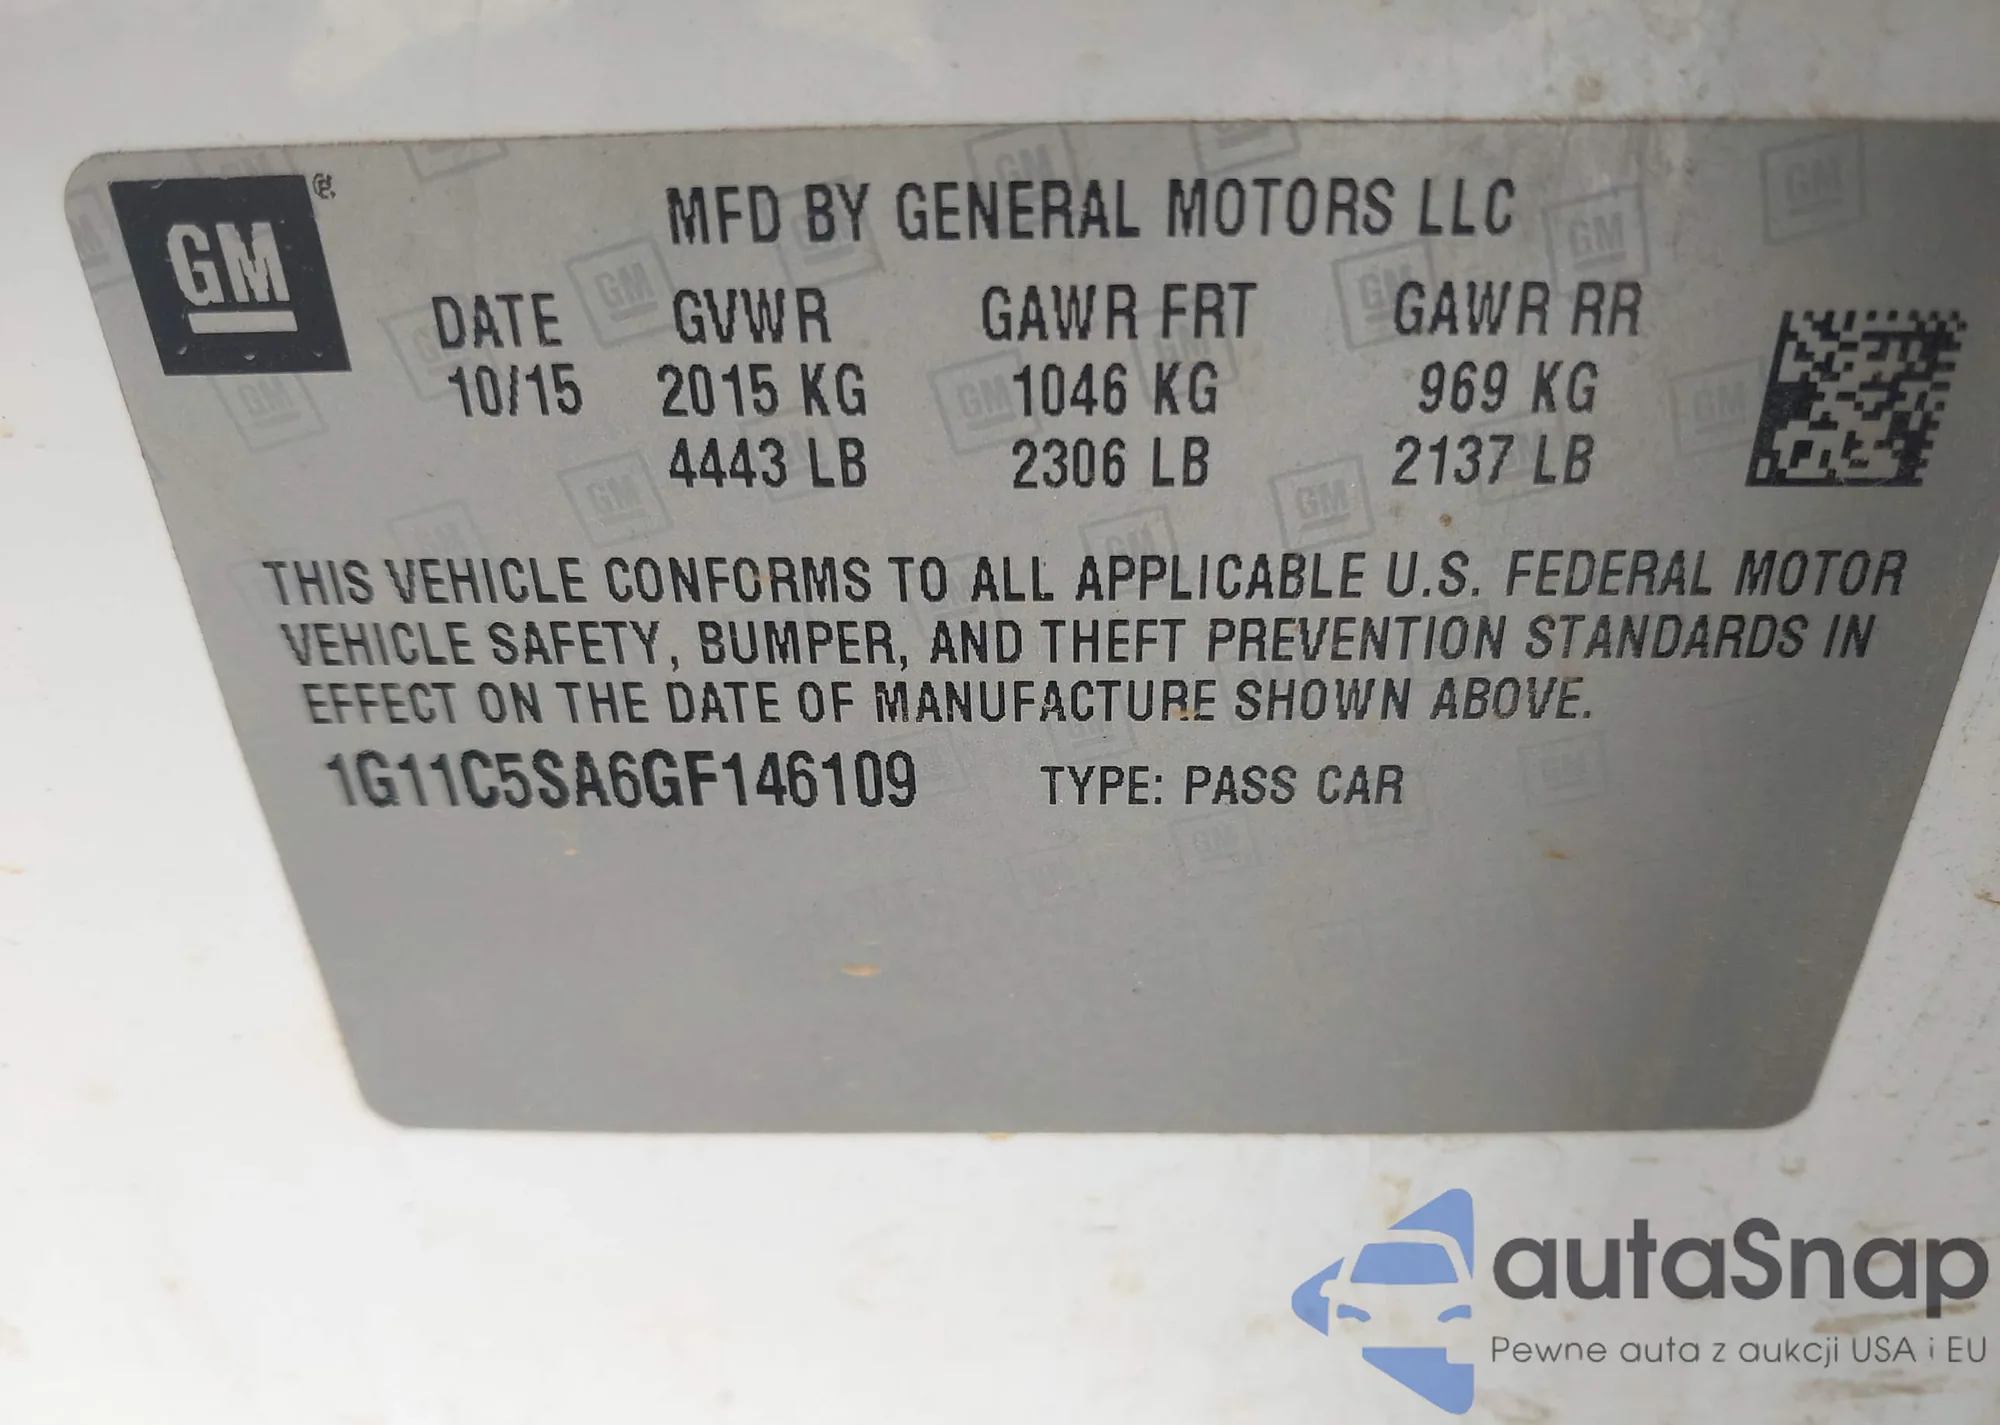 GM
MFD BY GENERAL MOTORS LLC
DATE GVWR GAWR FRT GAWR RR
10/15 2015 KG 1046 KG 969 KG
4443 LB 2306 LB 2137 LB
THIS VEHICLE CONFORMS TO ALL APPLICABLE U.S. FEDERAL MOTOR
VEHICLE SAFETY, BUMPER, AND THEFT PREVENTION STANDARDS IN
EFFECT ON THE DATE OF MANUFACTURE SHOWN ABOVE.
1G11C5SA6GF146109 TYPE: PASS CAR
autaSnap
Pewne auta z aukcji USA i EU